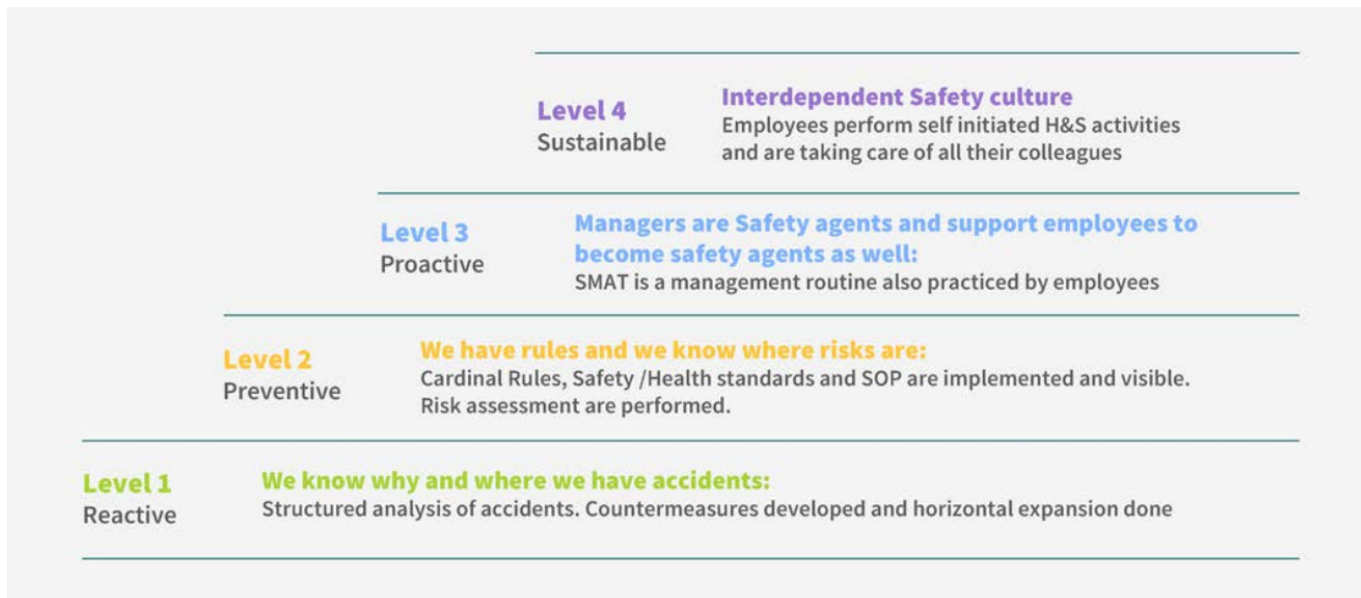 Level 4
Sustainable
Interdependent Safety culture
Employees perform self initiated H&S activities
and are taking care of all their colleagues
Level 3
Proactive
Managers are Safety agents and support employees to
become safety agents as well:
SMAT is a management routine also practiced by employees
Level 2
Preventive
We have rules and we know where risks are:
Cardinal Rules, Safety /Health standards and SOP are implemented and visible.
Risk assessment are performed.
Level 1
Reactive
We know why and where we have accidents:
Structured analysis of accidents. Countermeasures developed and horizontal expansion done